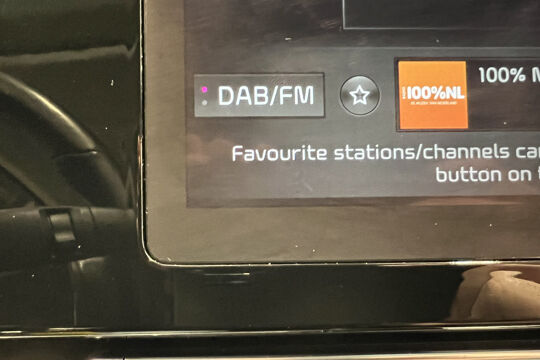 DAB/FM
100%NL
100% M
Favourite stations/channels ca
button on